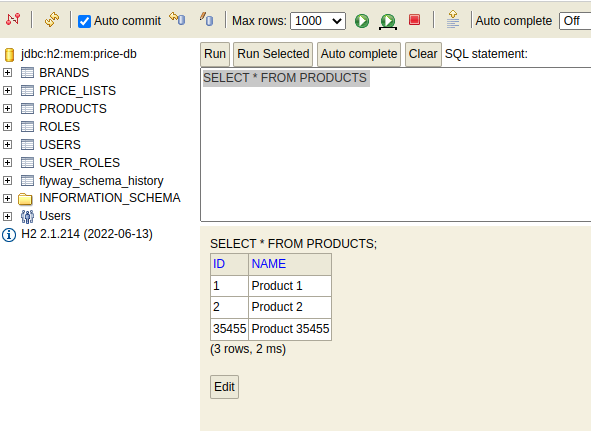 Auto commit Max rows: 1000 Auto complete Off
jdbc:h2:mem:price-db
BRANDS
PRICE_LISTS
PRODUCTS
ROLES
USERS
USER_ROLES
flyway_schema_history
INFORMATION_SCHEMA
Users
H2 2.1.214 (2022-06-13)
Run Run Selected Auto complete Clear SQL statement:
SELECT * FROM PRODUCTS
SELECT * FROM PRODUCTS;
ID NAME
1 Product 1
2 Product 2
35455 Product 35455
(3 rows, 2 ms)
Edit